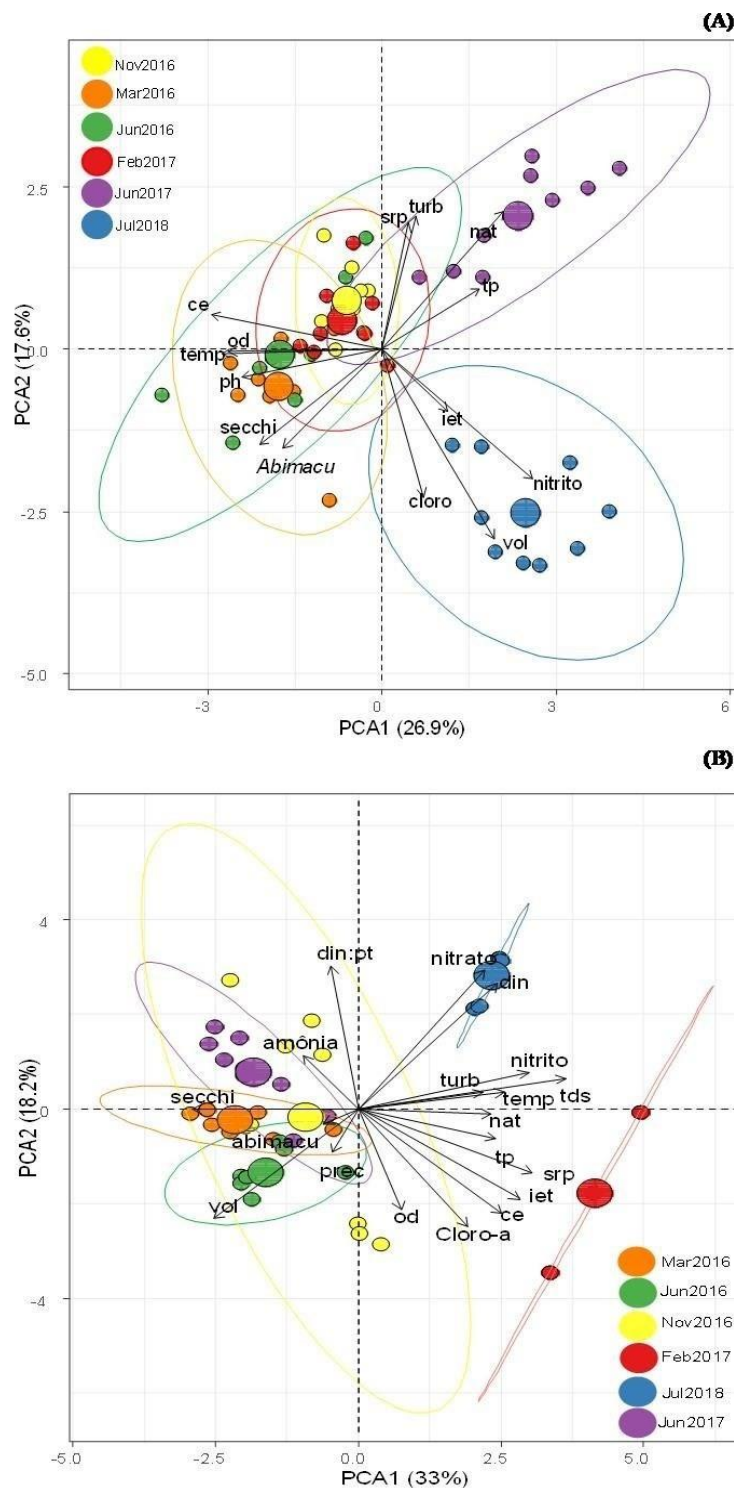 (A)
Nov2016
Mar2016
Jun2016
Feb2017
Jun2017
Jul2018
2.5
0.0
-2.5
-5.0
PCA2 (17.6%)
srp turb
nat
tp
ce
od
temp
ph
secchi
Abimacu
iet
nitrito
cloro
vol
-3
0
3
6
PCA1 (26.9%)
(B)
4
0
-4
PCA2 (18.2%)
din:pt
nitrato
din
amônia
nitrito
turb
temp tds
secchi
nat
abimacu
prec
tp
srp
iet
vol
od
ce
Cloro-a
Mar2016
Jun2016
Nov2016
Feb2017
Jul2018
Jun2017
-5.0
-2.5
0.0
2.5
5.0
PCA1 (33%)